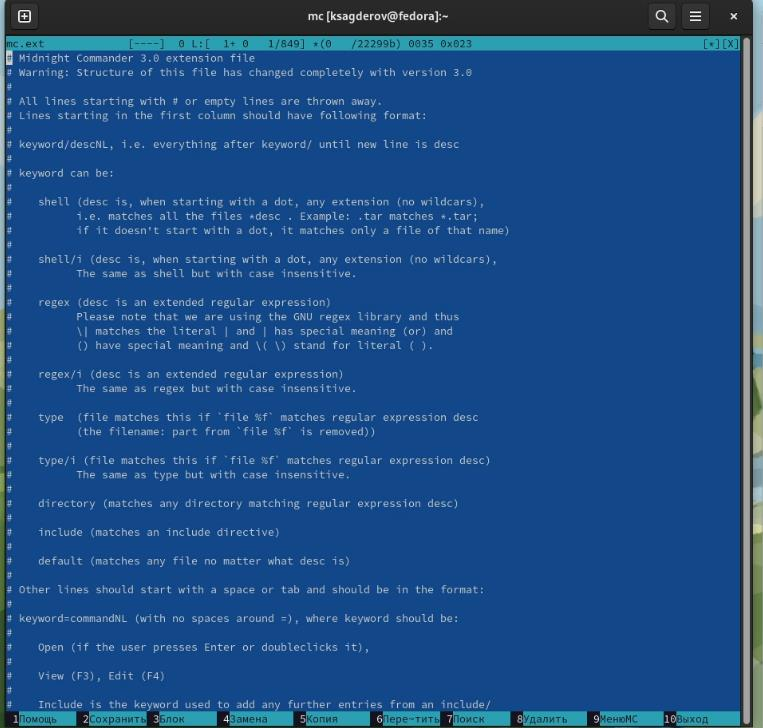 mc [ksagderov@fedora]:~
mc.ext [----] 0 L:[ 1+ 0 1/849] *(0 /22299b) 0035 0x023 [*][X]
# Midnight Commander 3.0 extension file
# Warning: Structure of this file has changed completely with version 3.0
#
# All lines starting with # or empty lines are thrown away.
# Lines starting in the first column should have following format:
#
# keyword/descNL, i.e. everything after keyword/ until new line is desc
#
# keyword can be:
#
# shell (desc is, when starting with a dot, any extension (no wildcars),
# i.e. matches all the files *desc . Example: .tar matches *.tar;
# if it doesn't start with a dot, it matches only a file of that name)
#
# shell/i (desc is, when starting with a dot, any extension (no wildcars),
# The same as shell but with case insensitive.
#
# regex (desc is an extended regular expression)
# Please note that we are using the GNU regex library and thus
# \| matches the literal | and | has special meaning (or) and
# () have special meaning and \( \) stand for literal ( ).
#
# regex/i (desc is an extended regular expression)
# The same as regex but with case insensitive.
#
# type (file matches this if `file %f` matches regular expression desc
# (the filename: part from `file %f` is removed))
#
# type/i (file matches this if `file %f` matches regular expression desc)
# The same as type but with case insensitive.
#
# directory (matches any directory matching regular expression desc)
#
# include (matches an include directive)
#
# default (matches any file no matter what desc is)
#
# Other lines should start with a space or tab and should be in the format:
#
# keyword=commandNL (with no spaces around =), where keyword should be:
#
# Open (if the user presses Enter or doubleclicks it),
#
# View (F3), Edit (F4)
#
# Include is the keyword used to add any further entries from an include/
1Помощь 2Сохранить 3Блок 4Замена 5Копия 6Пере~тить 7Поиск 8Удалить 9МенюMC 10Выход